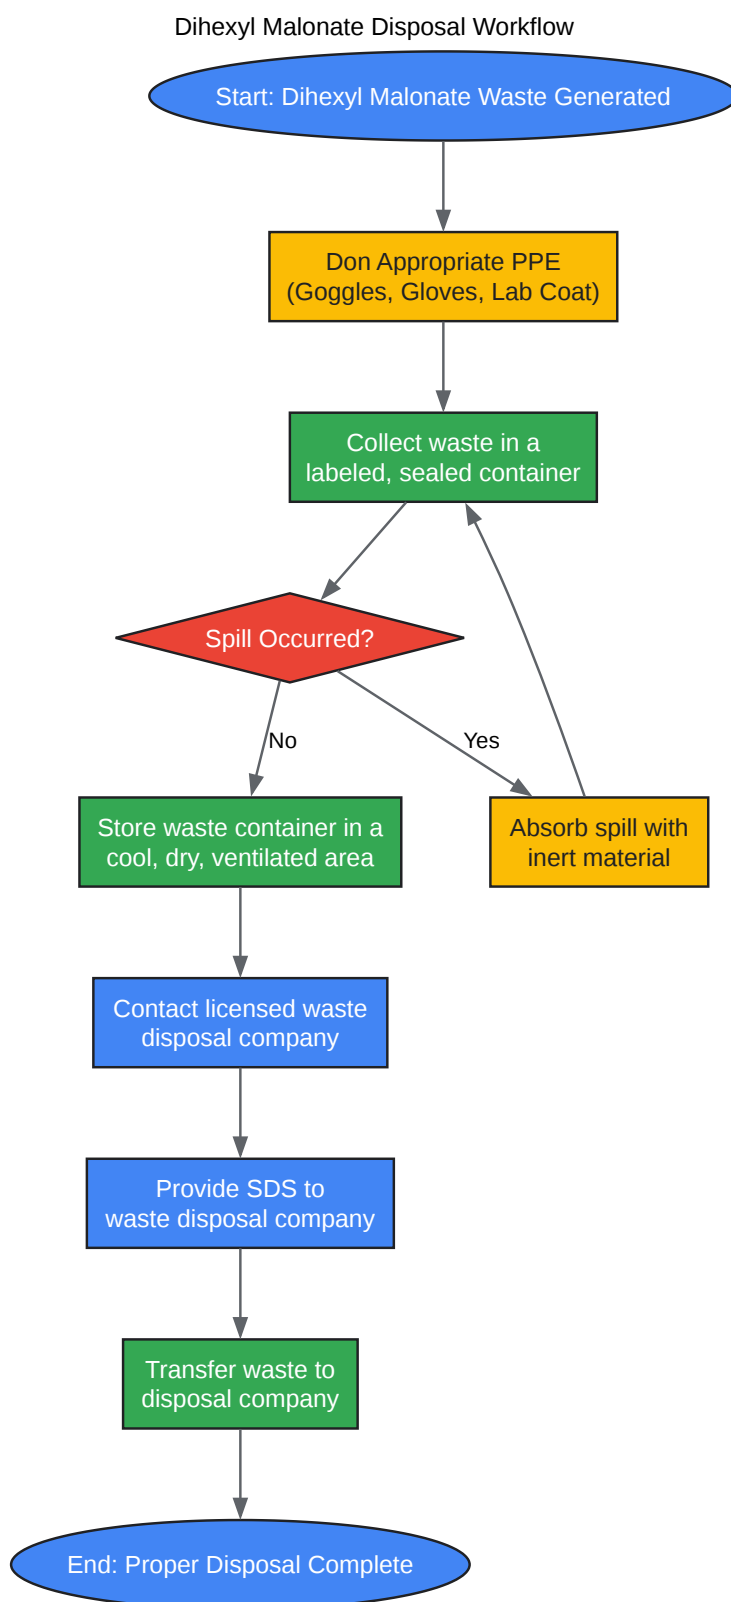 Dihexyl Malonate Disposal Workflow
Start: Dihexyl Malonate Waste Generated
Don Appropriate PPE
(Goggles, Gloves, Lab Coat)
Collect waste in a
labeled, sealed container
Spill Occurred?
No
Yes
Store waste container in a
cool, dry, ventilated area
Absorb spill with
inert material
Contact licensed waste
disposal company
Provide SDS to
waste disposal company
Transfer waste to
disposal company
End: Proper Disposal Complete